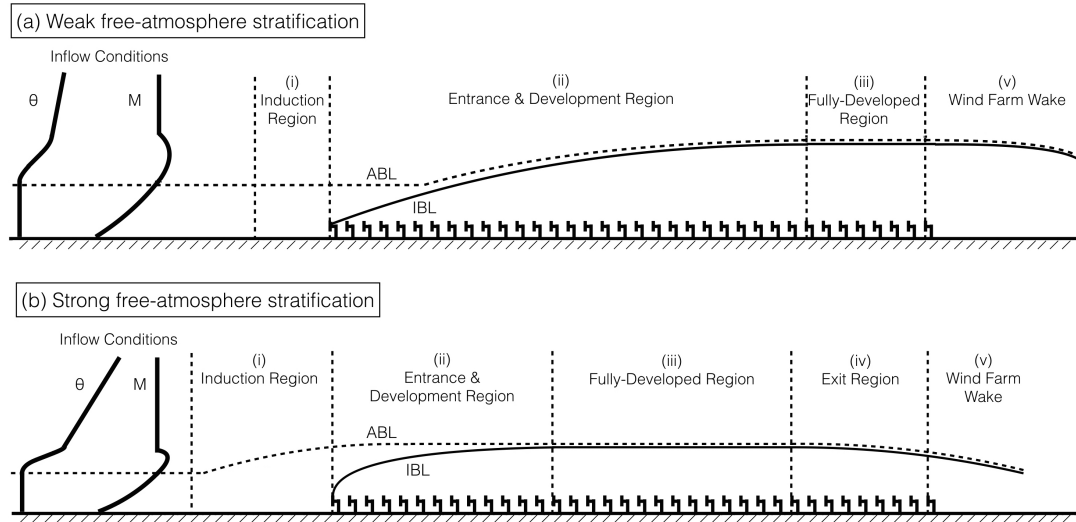 (a) Weak free-atmosphere stratification
Inflow Conditions
θ
M
(i)
Induction
Region
(ii)
Entrance & Development Region
(iii)
Fully-Developed
Region
(v)
Wind Farm Wake
ABL
IBL
(b) Strong free-atmosphere stratification
Inflow Conditions
θ
M
(i)
Induction Region
(ii)
Entrance &
Development Region
(iii)
Fully-Developed Region
(iv)
Exit Region
(v)
Wind Farm
Wake
ABL
IBL